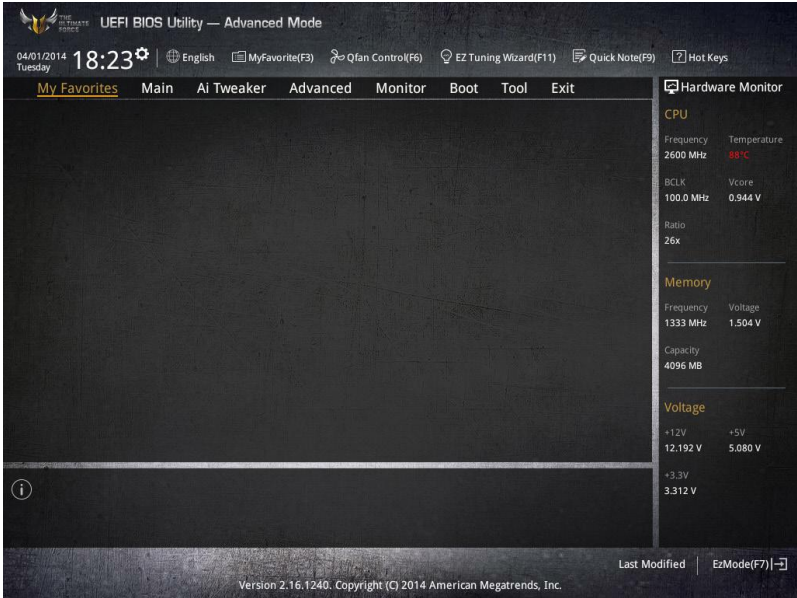 THE
ULTIMATE
FORCE
UEFI BIOS Utility — Advanced Mode
04/01/2014
Tuesday
18:23
English
MyFavorite(F3)
Qfan Control(F6)
EZ Tuning Wizard(F11)
Quick Note(F9)
? Hot Keys
My Favorites Main Ai Tweaker Advanced Monitor Boot Tool Exit
Hardware Monitor
CPU
Frequency Temperature
2600 MHz 88°C
BCLK Vcore
100.0 MHz 0.944 V
Ratio
26x
Memory
Frequency Voltage
1333 MHz 1.504 V
Capacity
4096 MB
Voltage
+12V +5V
12.192 V 5.080 V
+3.3V
3.312 V
i
Last Modified EzMode(F7)
Version 2.16.1240. Copyright (C) 2014 American Megatrends, Inc.